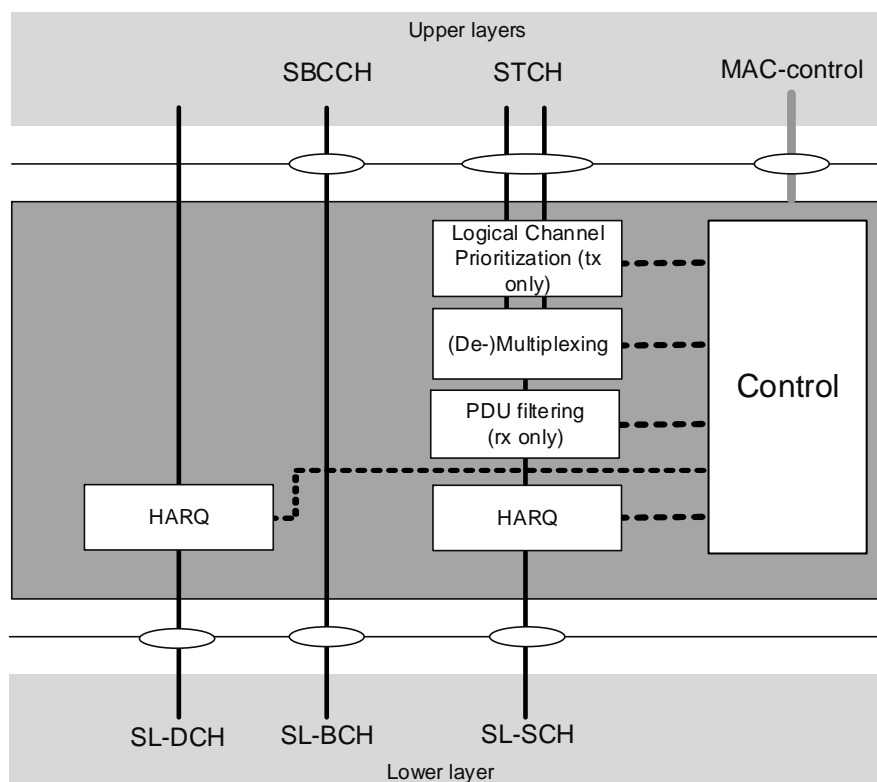 Upper layers
SBCCH
STCH
MAC-control
Logical Channel
Prioritization (tx
only)
(De-)Multiplexing
Control
PDU filtering
(rx only)
HARQ
HARQ
SL-DCH
SL-BCH
SL-SCH
Lower layer